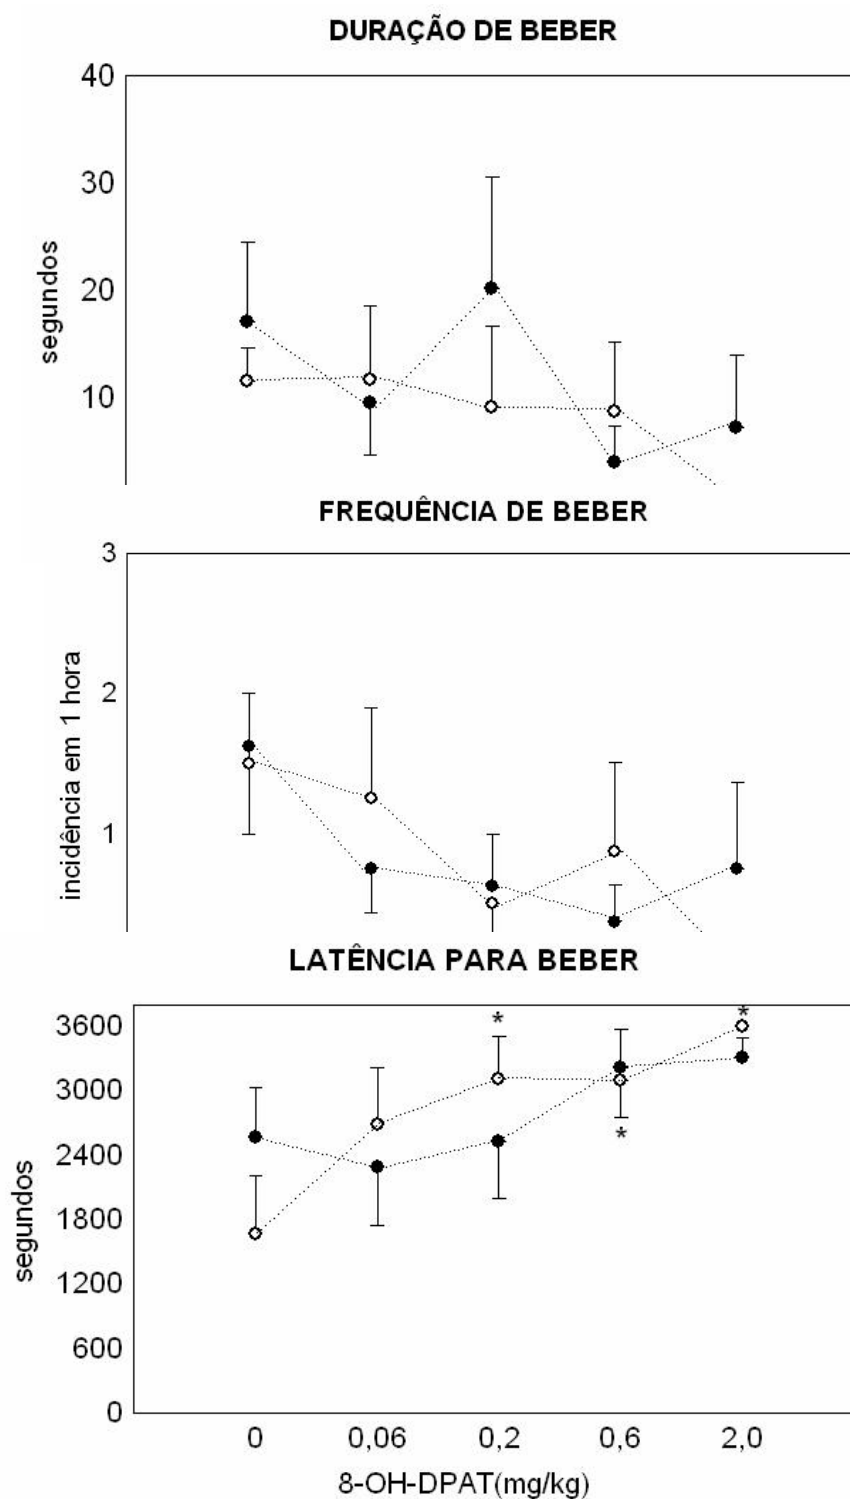 DURAÇÃO DE BEBER
40
30
20
10
segundos
FREQUÊNCIA DE BEBER
3
2
1
incidência em 1 hora
LATÊNCIA PARA BEBER
3600
3000
2400
1800
1200
600
0
segundos
*
*
*
0 0,06 0,2 0,6 2,0
8-OH-DPAT(mg/kg)